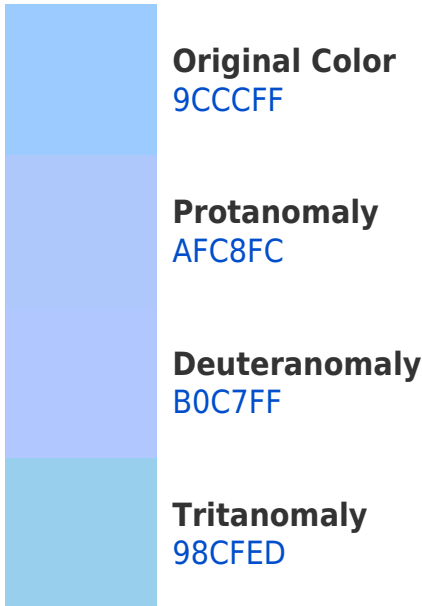 Original Color
9CCCFF
Protanomaly
AFC8FC
Deuteranomaly
B0C7FF
Tritanomaly
98CFED